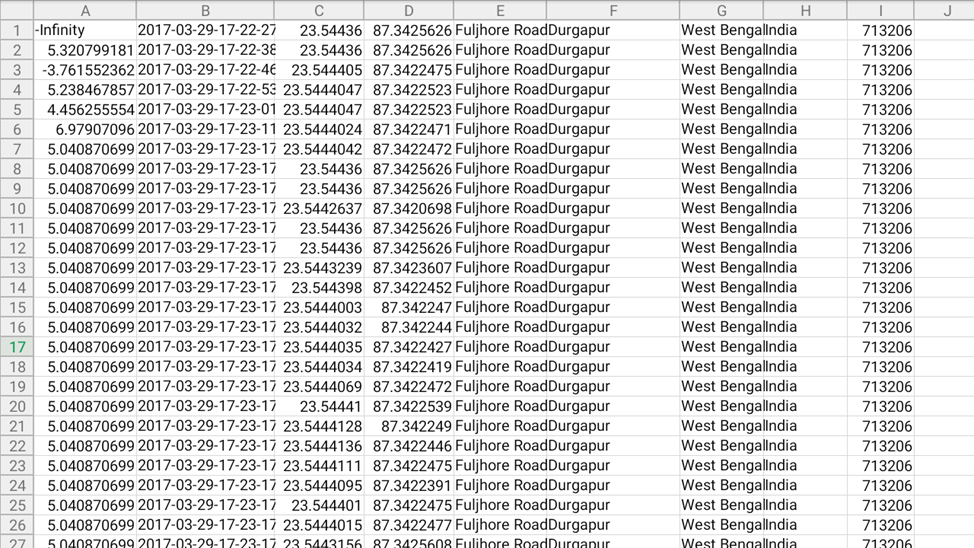 A B C D E F G H I J
1 -Infinity 2017-03-29-17-22-27 23.54436 87.3425626 Fuljhore Road Durgapur West Bengal India 713206
2 5.320799181 2017-03-29-17-22-38 23.54436 87.3425626 Fuljhore Road Durgapur West Bengal India 713206
3 -3.761552362 2017-03-29-17-22-46 23.544405 87.3422475 Fuljhore Road Durgapur West Bengal India 713206
4 5.238467857 2017-03-29-17-22-53 23.5444047 87.3422523 Fuljhore Road Durgapur West Bengal India 713206
5 4.456255554 2017-03-29-17-23-01 23.5444047 87.3422523 Fuljhore Road Durgapur West Bengal India 713206
6 6.97907096 2017-03-29-17-23-11 23.5444024 87.3422471 Fuljhore Road Durgapur West Bengal India 713206
7 5.040870699 2017-03-29-17-23-17 23.5444042 87.3422472 Fuljhore Road Durgapur West Bengal India 713206
8 5.040870699 2017-03-29-17-23-17 23.54436 87.3425626 Fuljhore Road Durgapur West Bengal India 713206
9 5.040870699 2017-03-29-17-23-17 23.54436 87.3425626 Fuljhore Road Durgapur West Bengal India 713206
10 5.040870699 2017-03-29-17-23-17 23.5442637 87.3420698 Fuljhore Road Durgapur West Bengal India 713206
11 5.040870699 2017-03-29-17-23-17 23.54436 87.3425626 Fuljhore Road Durgapur West Bengal India 713206
12 5.040870699 2017-03-29-17-23-17 23.54436 87.3425626 Fuljhore Road Durgapur West Bengal India 713206
13 5.040870699 2017-03-29-17-23-17 23.5443239 87.3423607 Fuljhore Road Durgapur West Bengal India 713206
14 5.040870699 2017-03-29-17-23-17 23.544398 87.3422452 Fuljhore Road Durgapur West Bengal India 713206
15 5.040870699 2017-03-29-17-23-17 23.5444003 87.342247 Fuljhore Road Durgapur West Bengal India 713206
16 5.040870699 2017-03-29-17-23-17 23.5444032 87.342244 Fuljhore Road Durgapur West Bengal India 713206
17 5.040870699 2017-03-29-17-23-17 23.5444035 87.3422427 Fuljhore Road Durgapur West Bengal India 713206
18 5.040870699 2017-03-29-17-23-17 23.5444034 87.3422419 Fuljhore Road Durgapur West Bengal India 713206
19 5.040870699 2017-03-29-17-23-17 23.5444069 87.3422472 Fuljhore Road Durgapur West Bengal India 713206
20 5.040870699 2017-03-29-17-23-17 23.54441 87.3422539 Fuljhore Road Durgapur West Bengal India 713206
21 5.040870699 2017-03-29-17-23-17 23.5444128 87.342249 Fuljhore Road Durgapur West Bengal India 713206
22 5.040870699 2017-03-29-17-23-17 23.5444136 87.3422446 Fuljhore Road Durgapur West Bengal India 713206
23 5.040870699 2017-03-29-17-23-17 23.5444111 87.3422475 Fuljhore Road Durgapur West Bengal India 713206
24 5.040870699 2017-03-29-17-23-17 23.5444095 87.3422391 Fuljhore Road Durgapur West Bengal India 713206
25 5.040870699 2017-03-29-17-23-17 23.544401 87.3422475 Fuljhore Road Durgapur West Bengal India 713206
26 5.040870699 2017-03-29-17-23-17 23.5444015 87.3422477 Fuljhore Road Durgapur West Bengal India 713206
27 5.040870699 2017-03-29-17-23-17 23.5443156 87.3425608 Fuljhore Road Durgapur West Bengal India 713206